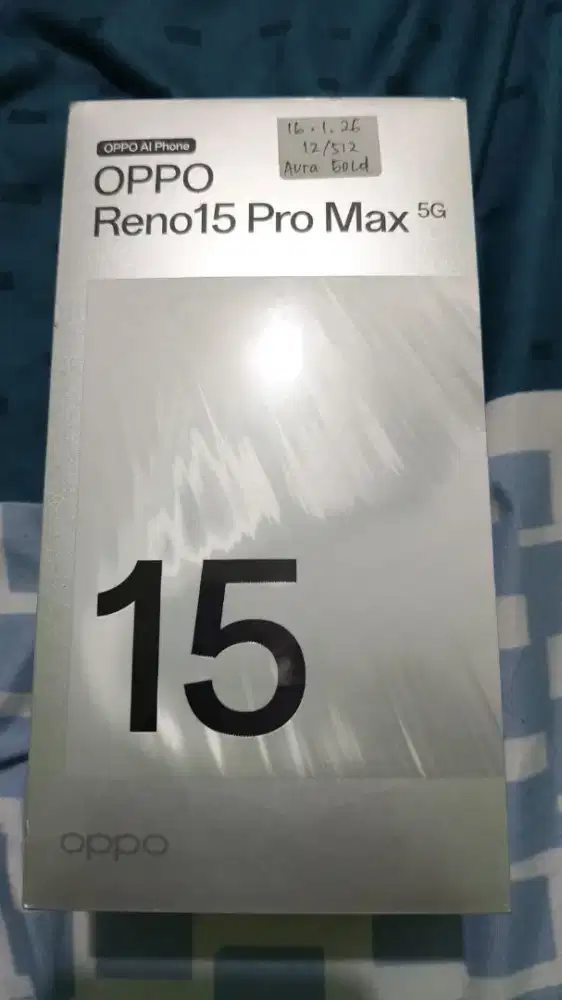 OPPO AI Phone
OPPO
Reno15 Pro Max 5G
16.1.26
12/512
Aura Gold
15
oppo